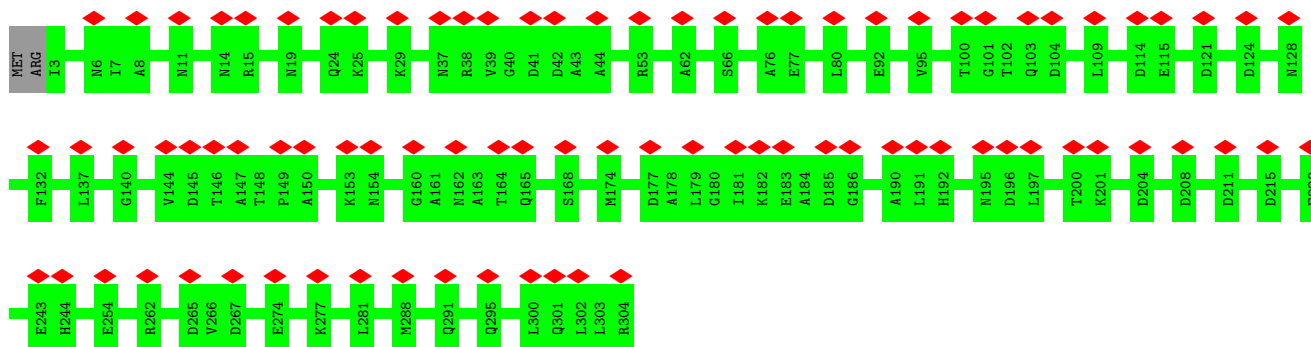 MET ARG I3 N6 I7 A8 N11 N14 R15 N19 Q24 K25 K29 N37 R38 V39 G40 D41 D42 A43 A44 R53 A62 S66 A76 E77 L80 E92 V95 T100 G101 T102 Q103 D104 L109 D114 E115 D121 D124 N128
F132 L137 G140 V144 D145 T146 A147 T148 P149 A150 K153 N154 G160 A161 N162 A163 T164 Q165 S168 M174 D177 A178 L179 G180 I181 K182 E183 A184 D185 G186 A190 L191 H192 N195 D196 L197 T200 K201 D204 D208 D211 D215
E243 H244 E254 R262 D265 V266 D267 E274 K277 L281 M288 Q291 Q295 L300 Q301 L302 L303 R304